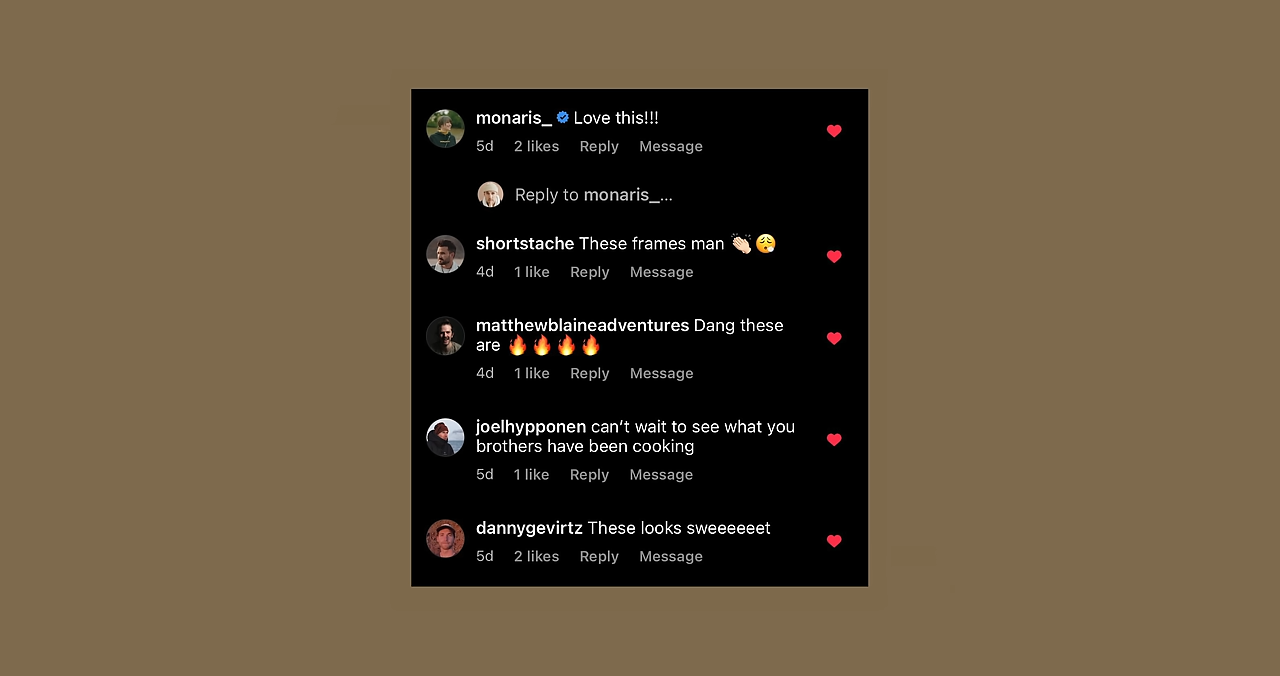 monaris_ Love this!!!
5d 2 likes Reply Message
Reply to monaris_...
shortstache These frames man 👏🏻😮‍💨
4d 1 like Reply Message
matthewblaineadventures Dang these
are 🔥🔥🔥🔥
4d 1 like Reply Message
joelhypponen can’t wait to see what you
brothers have been cooking
5d 1 like Reply Message
dannygevirtz These looks sweeeeeet
5d 2 likes Reply Message